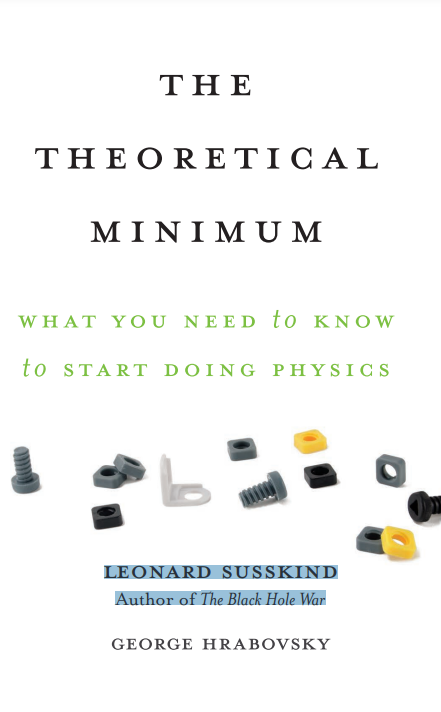 THE
THEORETICAL
MINIMUM
WHAT YOU NEED to KNOW
to START DOING PHYSICS
LEONARD SUSSKIND
Author of The Black Hole War
GEORGE HRABOVSKY